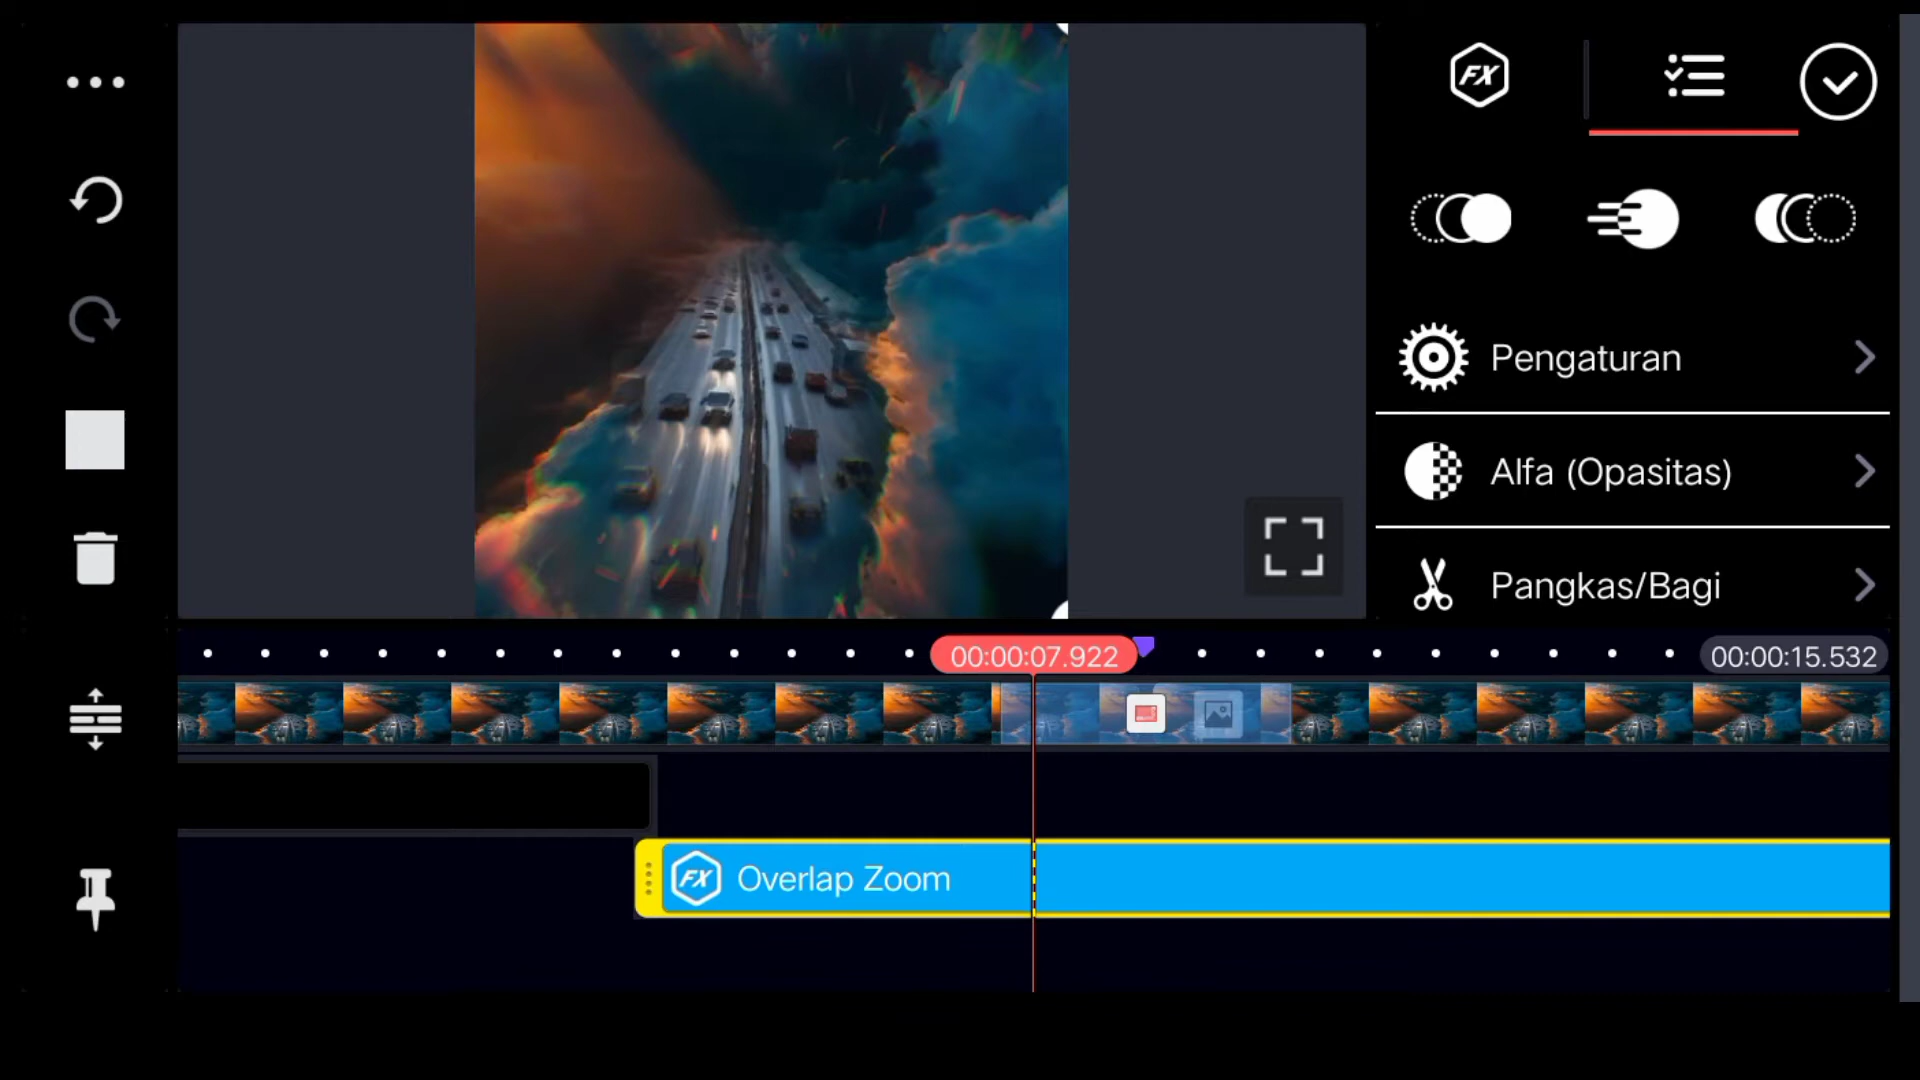 FX
Pengaturan
Alfa (Opasitas)
Pangkas/Bagi
00:00:07.922
00:00:15.532
FX Overlap Zoom